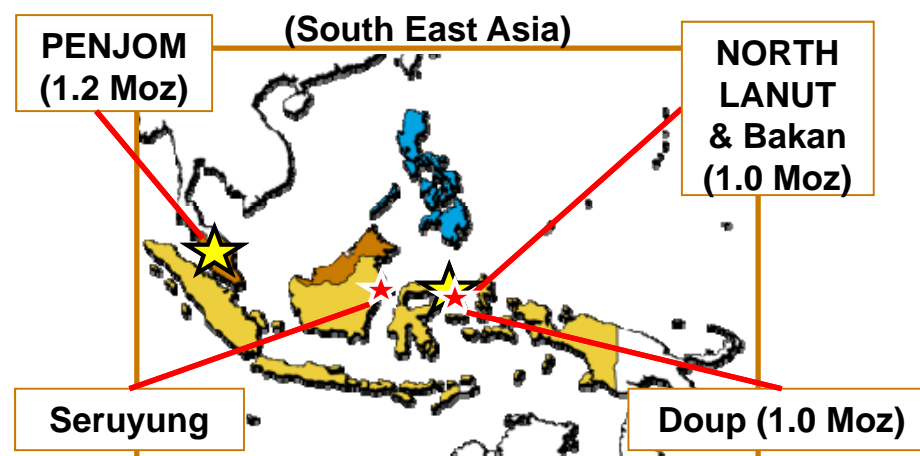 (South East Asia)
PENJOM
(1.2 Moz)
NORTH
LANUT
& Bakan
(1.0 Moz)
Seruyung
Doup (1.0 Moz)